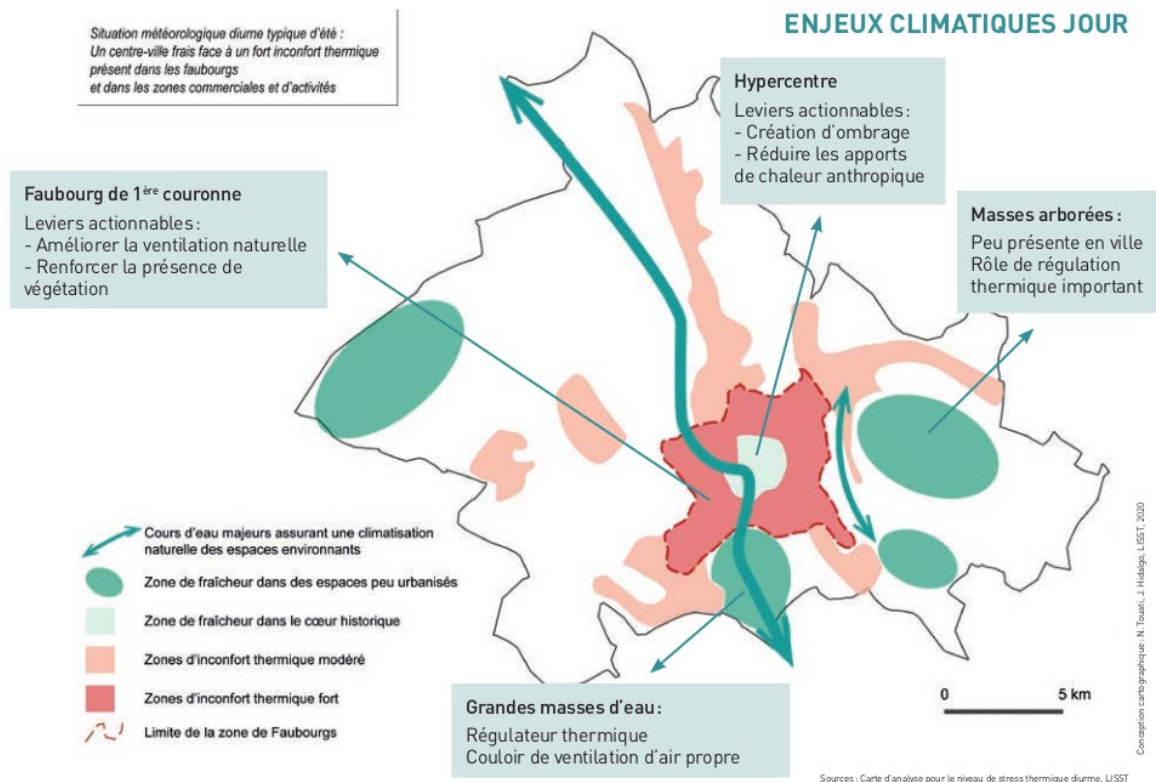 ENJEUX CLIMATIQUES JOUR
Situation météorologique diurne typique d'été :
Un centre-ville frais face à un fort inconfort thermique
présent dans les faubourgs
et dans les zones commerciales et d'activités
Hypercentre
Leviers actionnables :
- Création d'ombrage
- Réduire les apports
de chaleur anthropique
Faubourg de 1ère couronne
Leviers actionnables :
- Améliorer la ventilation naturelle
- Renforcer la présence de
végétation
Masses arborées :
Peu présente en ville
Rôle de régulation
thermique important
Cours d'eau majeurs assurant une climatisation
naturelle des espaces environnants
Zone de fraîcheur dans des espaces peu urbanisés
Zone de fraîcheur dans le cœur historique
Zones d'inconfort thermique modéré
Zones d'inconfort thermique fort
Limite de la zone de Faubourgs
Grandes masses d'eau :
Régulateur thermique
Couloir de ventilation d'air propre
0 5 km
Conception cartographique : N. Touati, J. Hidalgo, LISST, 2020
Sources : Carte d'analyse pour le niveau de stress thermique diurne, LISST